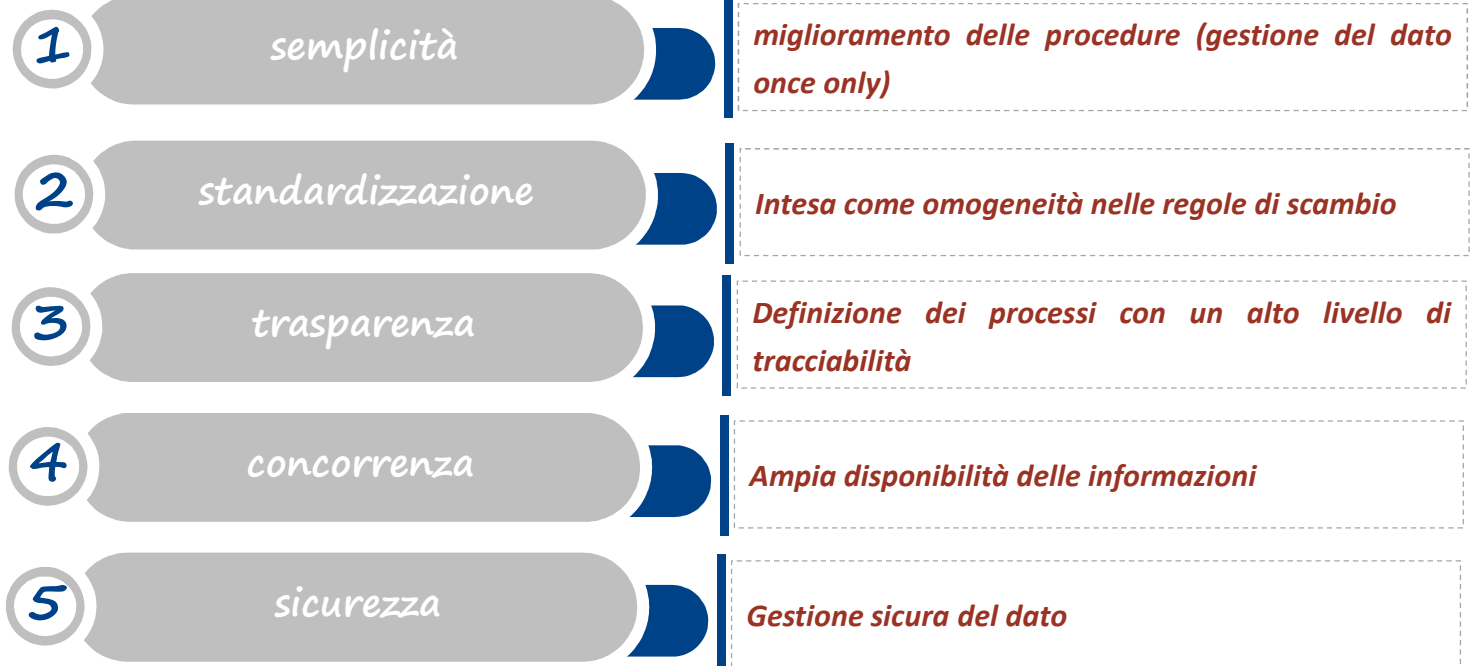 1
semplicità
miglioramento delle procedure (gestione del dato
once only)
2
standardizzazione
Intesa come omogeneità nelle regole di scambio
3
trasparenza
Definizione dei processi con un alto livello di
tracciabilità
4
concorrenza
Ampia disponibilità delle informazioni
5
sicurezza
Gestione sicura del dato